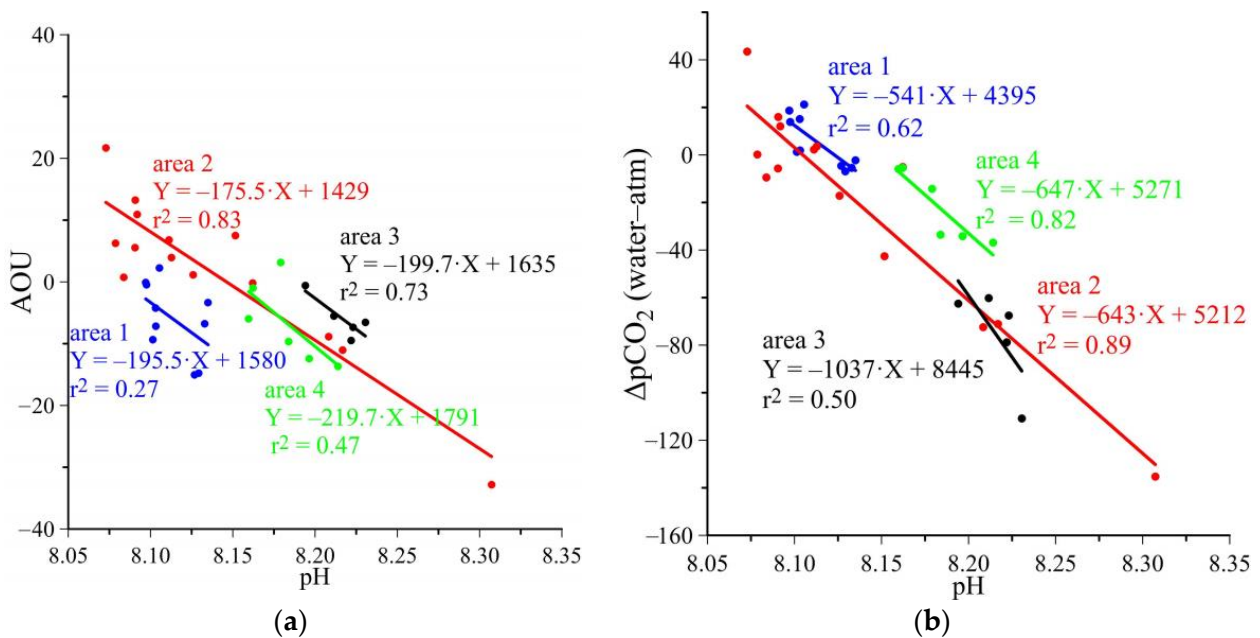 40
20
0
−20
−40
AOU
area 2
Y = −175.5·X + 1429
r2 = 0.83
area 3
Y = −199.7·X + 1635
r2 = 0.73
area 1
Y = −195.5·X + 1580
r2 = 0.27
area 4
Y = −219.7·X + 1791
r2 = 0.47
8.05 8.10 8.15 8.20 8.25 8.30 8.35
pH
(a)
40
0
−40
−80
−120
−160
ΔpCO2 (water–atm)
area 1
Y = −541·X + 4395
r2 = 0.62
area 4
Y = −647·X + 5271
r2 = 0.82
area 2
Y = −643·X + 5212
r2 = 0.89
area 3
Y = −1037·X + 8445
r2 = 0.50
8.05 8.10 8.15 8.20 8.25 8.30 8.35
pH
(b)